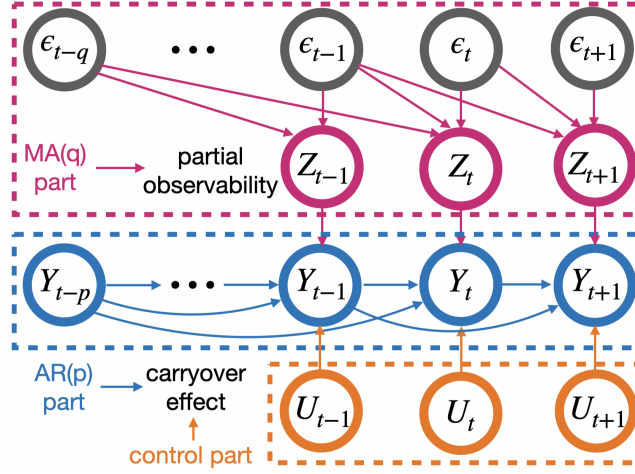 ϵₜ₋q ••• ϵₜ₋₁ ϵₜ ϵₜ₊₁
MA(q) part
partial observability
Zₜ₋₁ Zₜ Zₜ₊₁
Yₜ₋ₚ ••• Yₜ₋₁ Yₜ Yₜ₊₁
AR(p) part
carryover effect
control part
Uₜ₋₁ Uₜ Uₜ₊₁